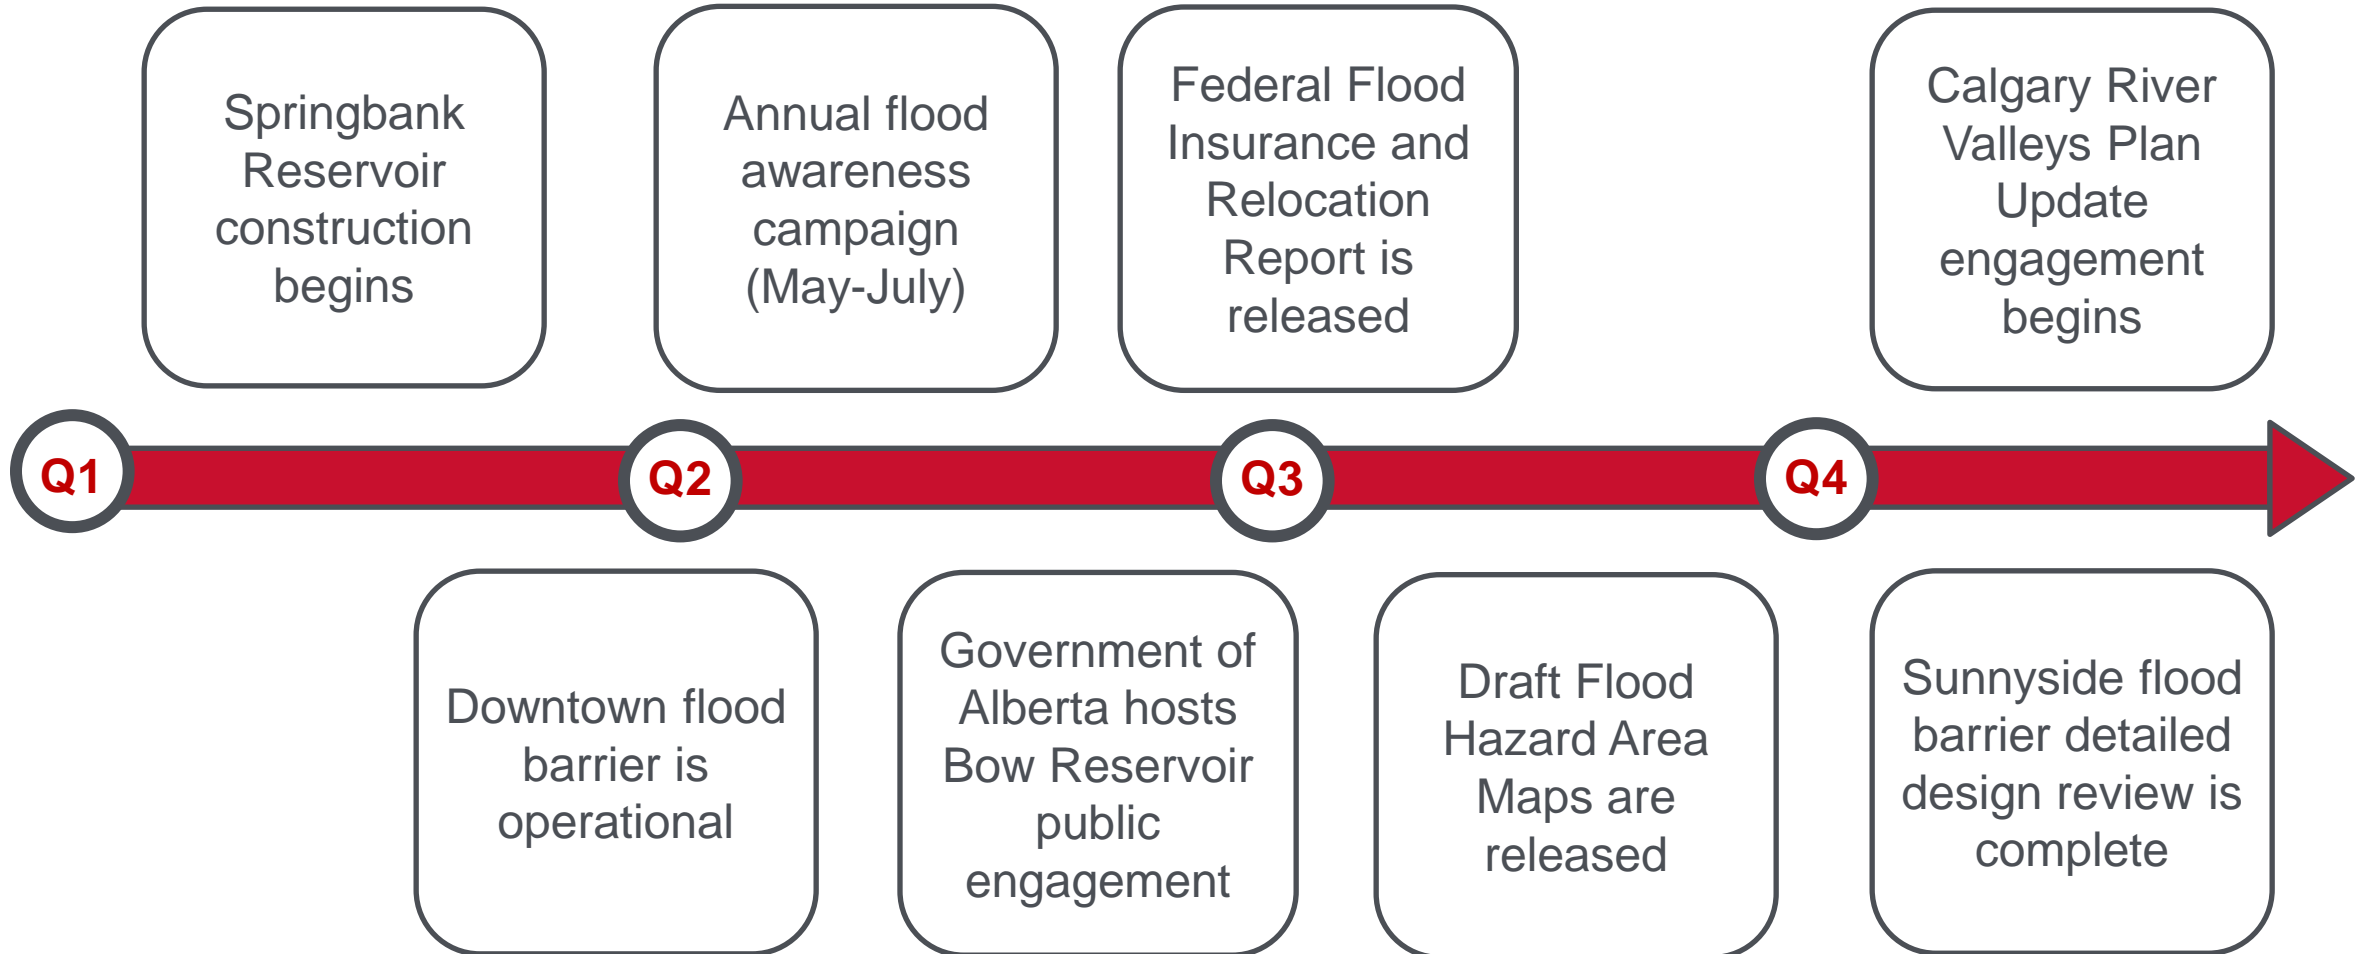 Springbank
Reservoir
construction
begins
Annual flood
awareness
campaign
(May-July)
Federal Flood
Insurance and
Relocation
Report is
released
Calgary River
Valleys Plan
Update
engagement
begins
Q1
Q2
Q3
Q4
Downtown flood
barrier is
operational
Government of
Alberta hosts
Bow Reservoir
public
engagement
Draft Flood
Hazard Area
Maps are
released
Sunnyside flood
barrier detailed
design review is
complete